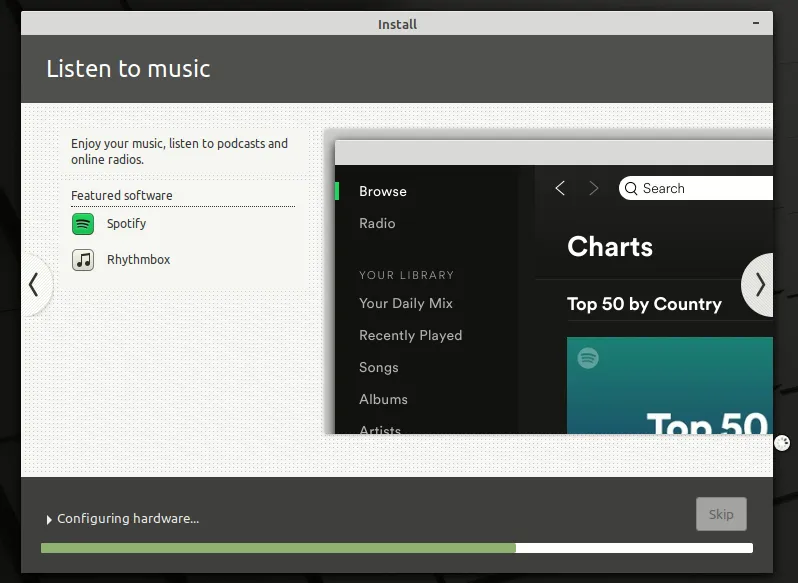 Install
Listen to music
Enjoy your music, listen to podcasts and
online radios.
Featured software
Spotify
Rhythmbox
Browse
Radio
YOUR LIBRARY
Your Daily Mix
Recently Played
Songs
Albums
Artists
Search
Charts
Top 50 by Country
Top 50
Configuring hardware...
Skip